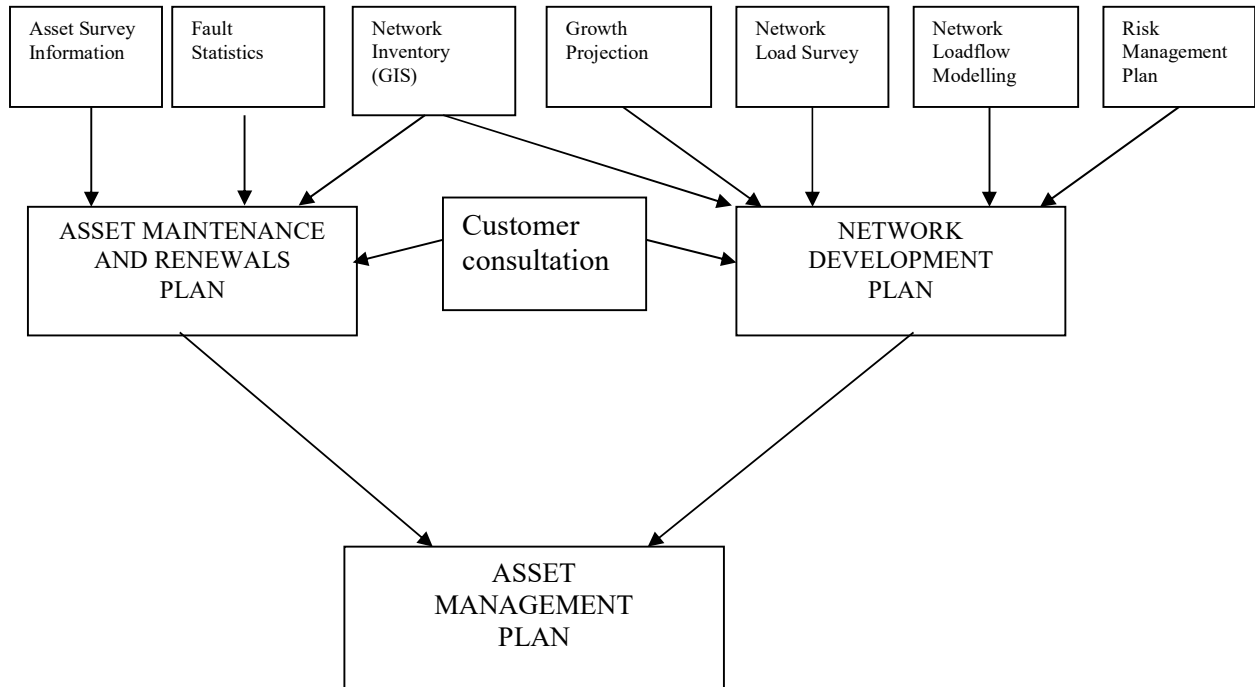 Asset Survey
Information
Fault
Statistics
Network
Inventory
(GIS)
Growth
Projection
Network
Load Survey
Network
Loadflow
Modelling
Risk
Management
Plan
ASSET MAINTENANCE
AND RENEWALS
PLAN
Customer
consultation
NETWORK
DEVELOPMENT
PLAN
ASSET
MANAGEMENT
PLAN